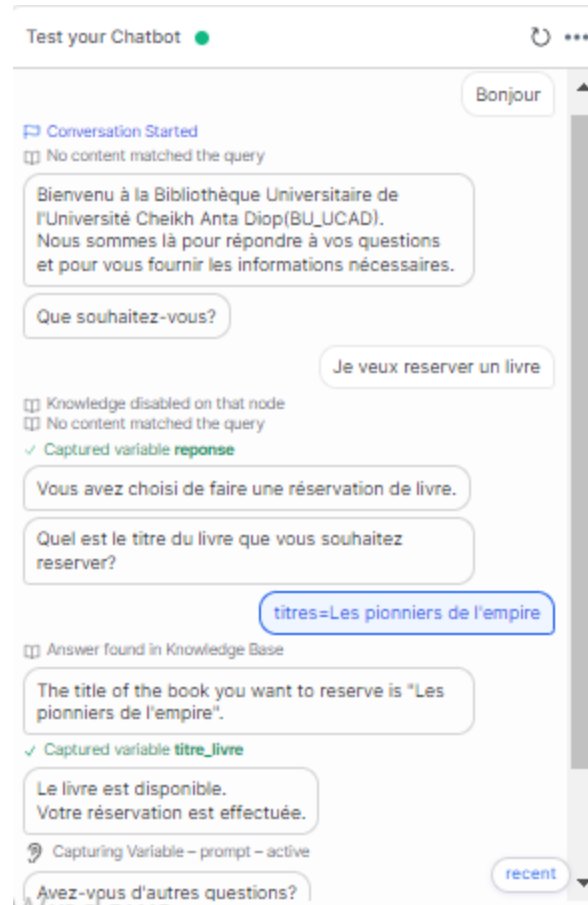 Test your Chatbot
Bonjour
Conversation Started
No content matched the query
Bienvenu à la Bibliothèque Universitaire de
l'Université Cheikh Anta Diop(BU_UCAD).
Nous sommes là pour répondre à vos questions
et pour vous fournir les informations nécessaires.
Que souhaitez-vous?
Je veux reserver un livre
Knowledge disabled on that node
No content matched the query
Captured variable reponse
Vous avez choisi de faire une réservation de livre.
Quel est le titre du livre que vous souhaitez
reserver?
titres=Les pionniers de l'empire
Answer found in Knowledge Base
The title of the book you want to reserve is "Les
pionniers de l'empire".
Captured variable titre_livre
Le livre est disponible.
Votre réservation est effectuée.
Capturing Variable – prompt – active
recent
Avez-vous d'autres questions?